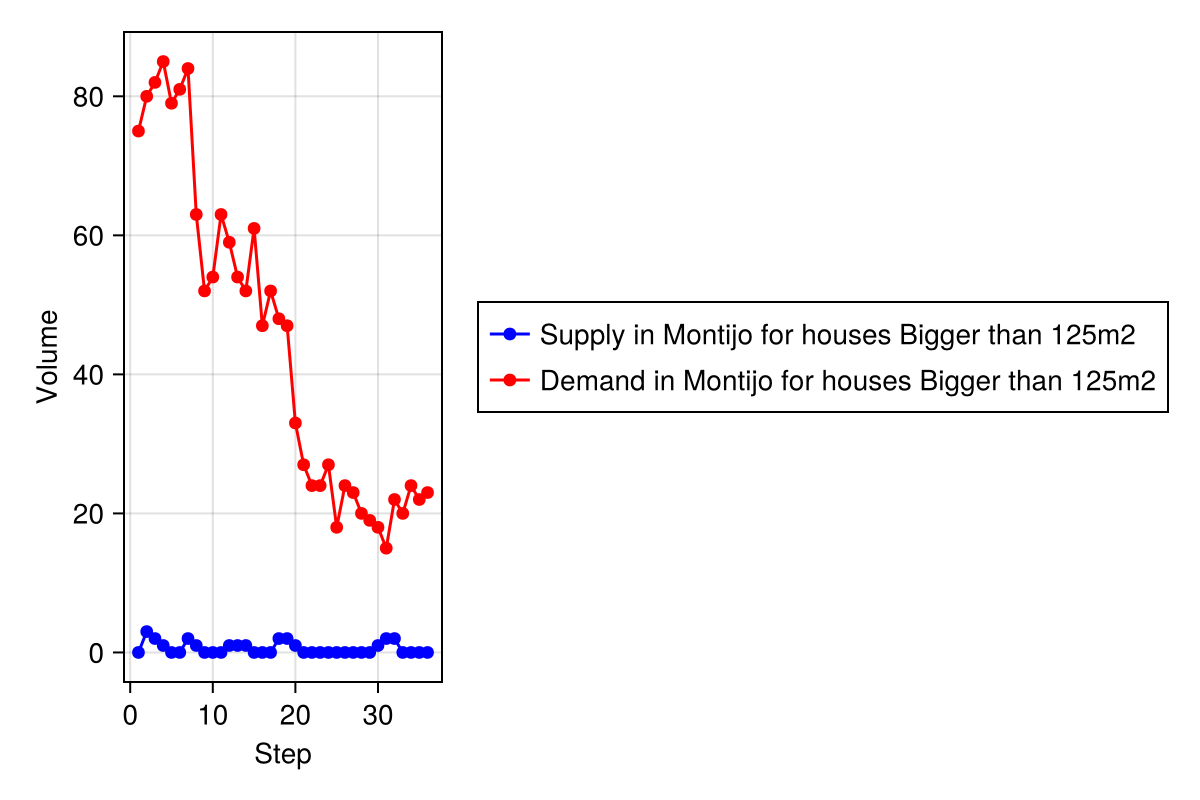 80
60
40
20
0
Volume
0 10 20 30
Step
Supply in Montijo for houses Bigger than 125m2
Demand in Montijo for houses Bigger than 125m2